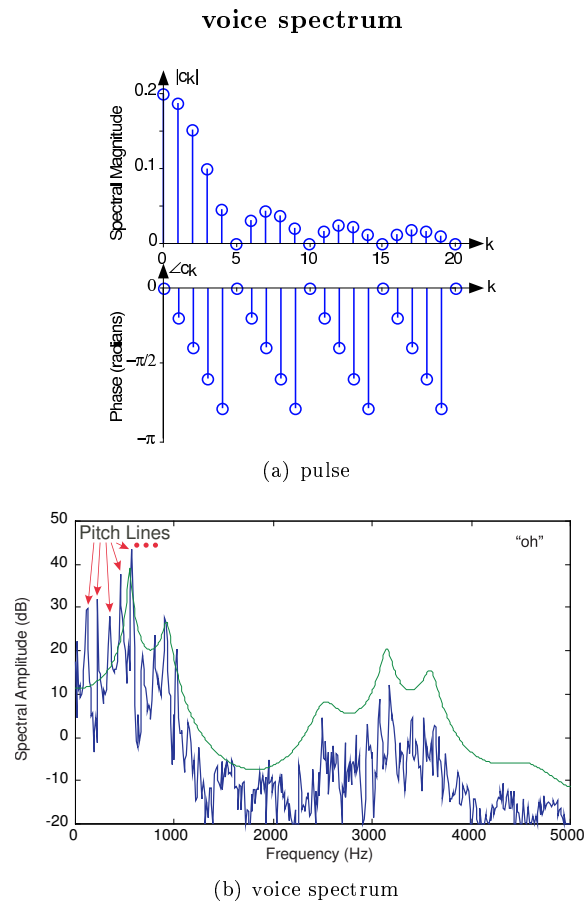 voice spectrum
|ck|
0.2
0.1
0
Spectral Magnitude
0 5 10 15 20 k
∠ck
0
k
−π/2
−π
Phase (radians)
(a) pulse
50
40
30
20
10
0
-10
-20
Spectral Amplitude (dB)
Pitch Lines
"oh"
0 1000 2000 3000 4000 5000
Frequency (Hz)
(b) voice spectrum